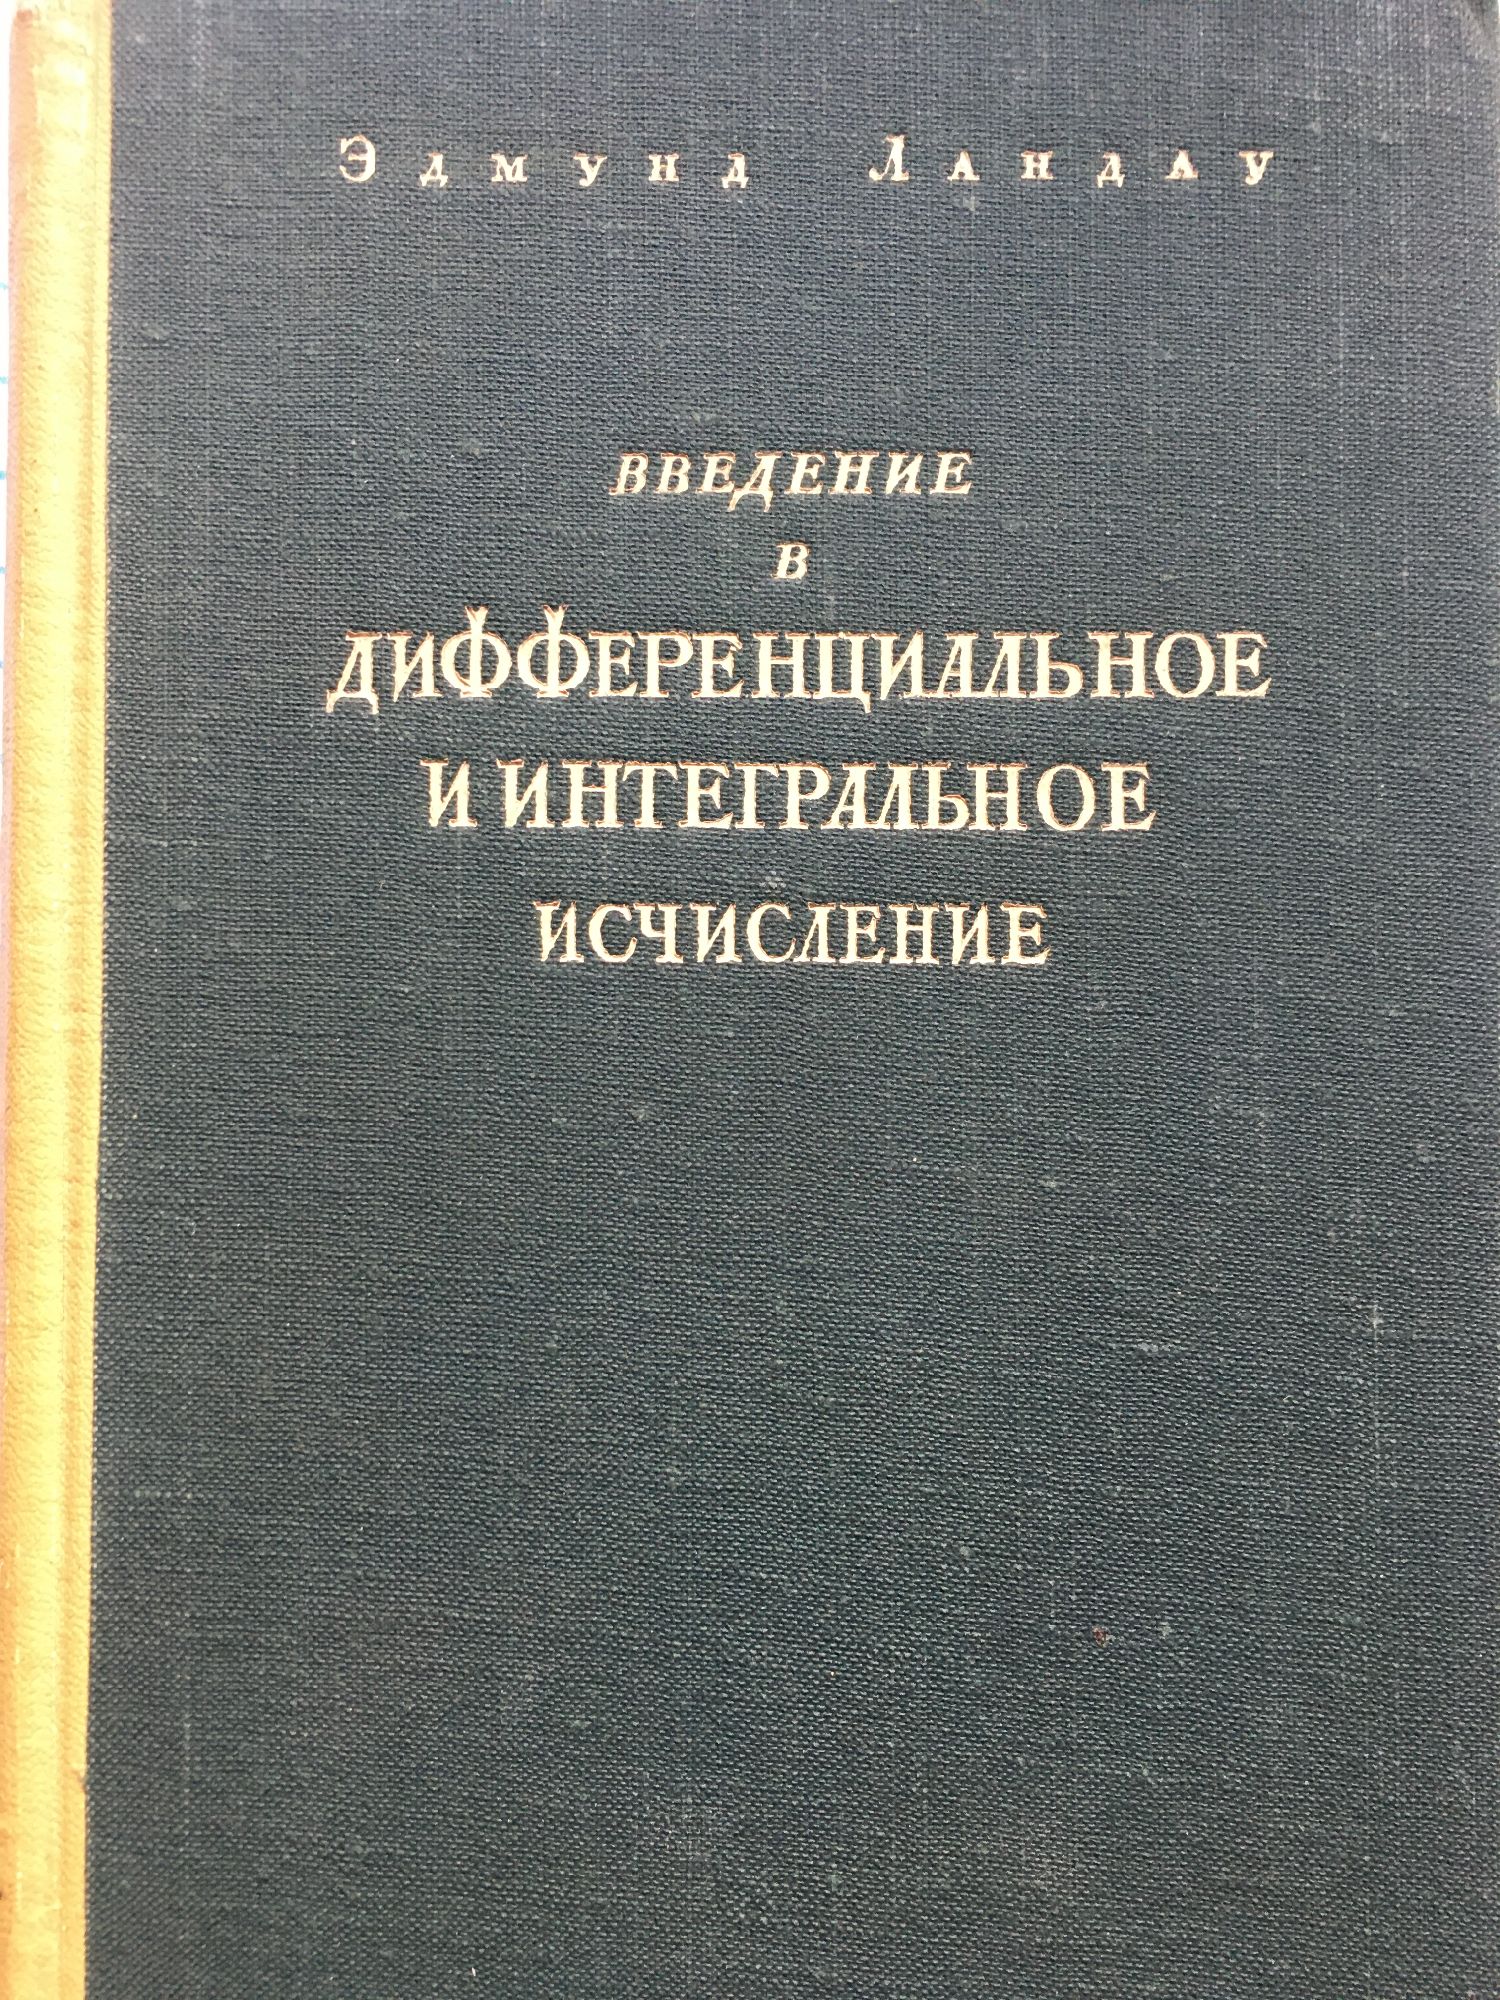 Эдмунд Ландау
ВВЕДЕНИЕ
В
ДИФФЕРЕНЦИАЛЬНОЕ
И ИНТЕГРАЛЬНОЕ
ИСЧИСЛЕНИЕ